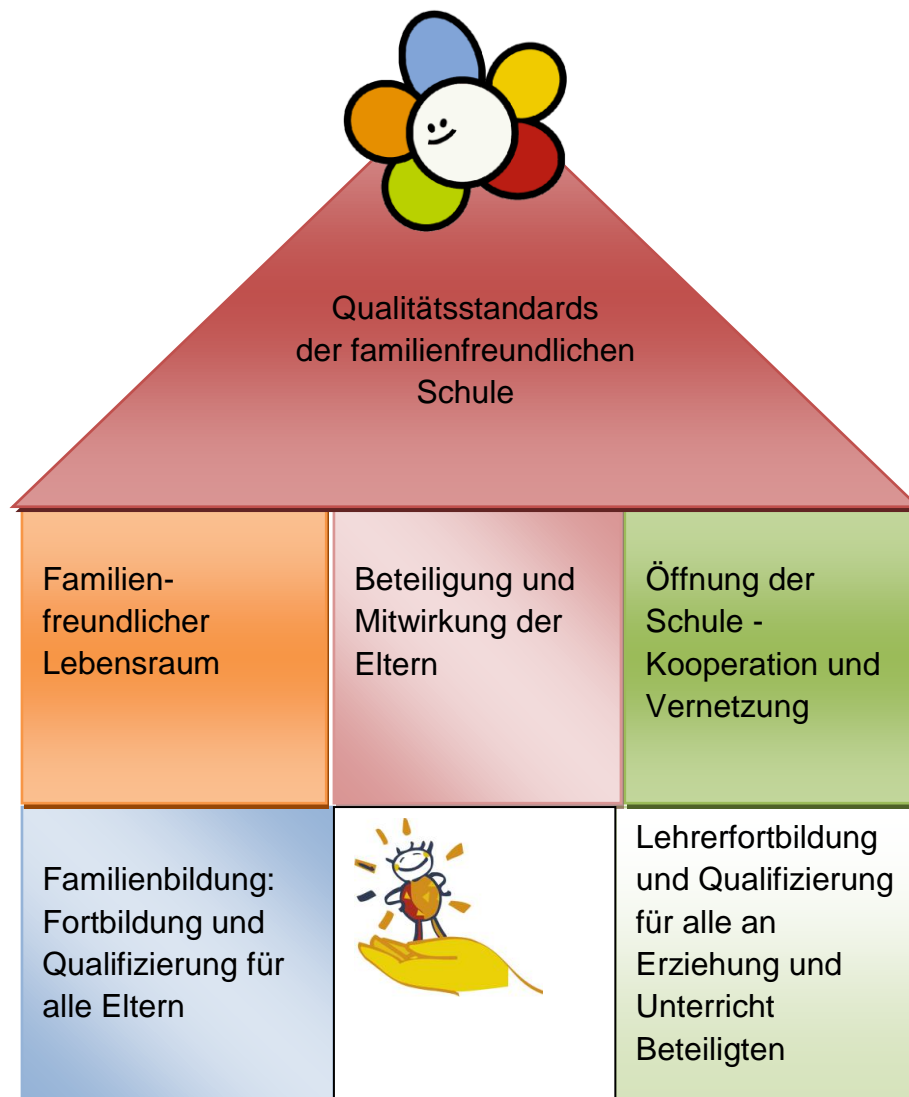 Qualitätsstandards
der familienfreundlichen
Schule
Familien-
freundlicher
Lebensraum
Beteiligung und
Mitwirkung der
Eltern
Öffnung der
Schule -
Kooperation und
Vernetzung
Familienbildung:
Fortbildung und
Qualifizierung für
alle Eltern
Lehrerfortbildung
und Qualifizierung
für alle an
Erziehung und
Unterricht
Beteiligten